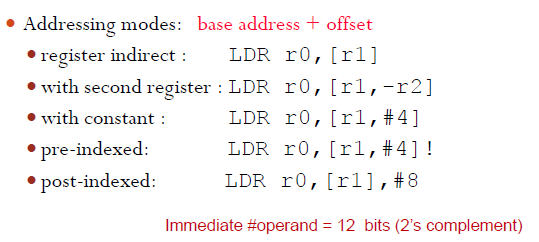 • Addressing modes: base address + offset
• register indirect : LDR r0,[r1]
• with second register : LDR r0,[r1,-r2]
• with constant : LDR r0,[r1,#4]
• pre-indexed: LDR r0,[r1,#4]!
• post-indexed: LDR r0,[r1],#8
Immediate #operand = 12 bits (2's complement)